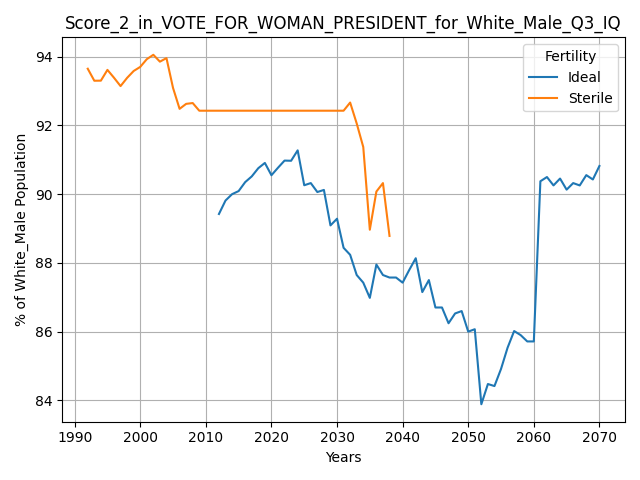 Score_2_in_VOTE_FOR_WOMAN_PRESIDENT_for_White_Male_Q3_IQ
Fertility
Ideal
Sterile
% of White_Male Population
94
92
90
88
86
84
1990 2000 2010 2020 2030 2040 2050 2060 2070
Years